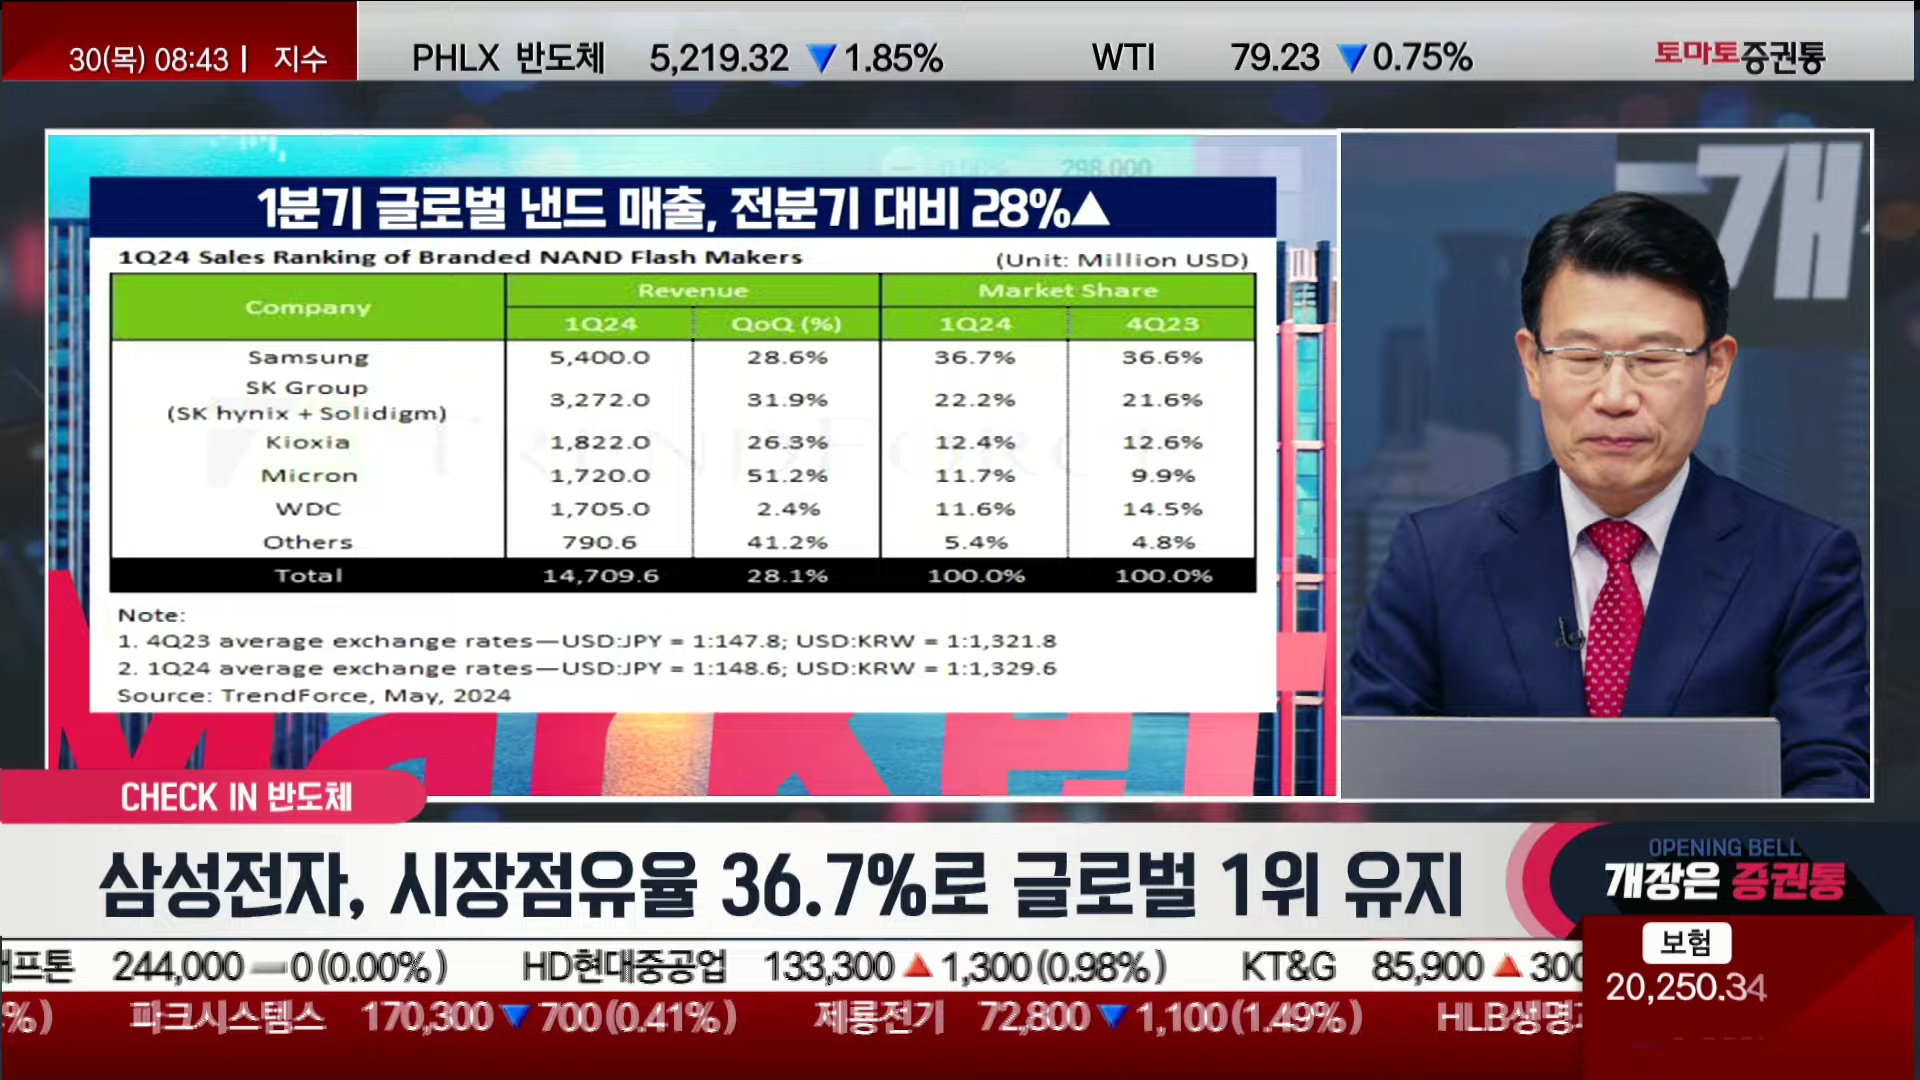 30(목) 08:43 | 지수
PHLX 반도체 5,219.32 ▼1.85%
WTI 79.23 ▼0.75%
토마토증권통
298,000
1분기 글로벌 낸드 매출, 전분기 대비 28%▲
1Q24 Sales Ranking of Branded NAND Flash Makers (Unit: Million USD)
Company Revenue Market Share
1Q24 QoQ (%) 1Q24 4Q23
Samsung 5,400.0 28.6% 36.7% 36.6%
SK Group
(SK hynix + Solidigm) 3,272.0 31.9% 22.2% 21.6%
Kioxia 1,822.0 26.3% 12.4% 12.6%
Micron 1,720.0 51.2% 11.7% 9.9%
WDC 1,705.0 2.4% 11.6% 14.5%
Others 790.6 41.2% 5.4% 4.8%
Total 14,709.6 28.1% 100.0% 100.0%
TRENDFORCE
Note:
1. 4Q23 average exchange rates—USD:JPY = 1:147.8; USD:KRW = 1:1,321.8
2. 1Q24 average exchange rates—USD:JPY = 1:148.6; USD:KRW = 1:1,329.6
Source: TrendForce, May, 2024
Market
개
CHECK IN 반도체
삼성전자, 시장점유율 36.7%로 글로벌 1위 유지
OPENING BELL
개장은 증권통
프톤 244,000 0(0.00%) HD현대중공업 133,300 ▲1,300(0.98%) KT&G 85,900 ▲300
보험
20,250.34
%) 파크시스템스 170,300 ▼700(0.41%) 제룡전기 72,800 ▼1,100(1.49%) HLB생명